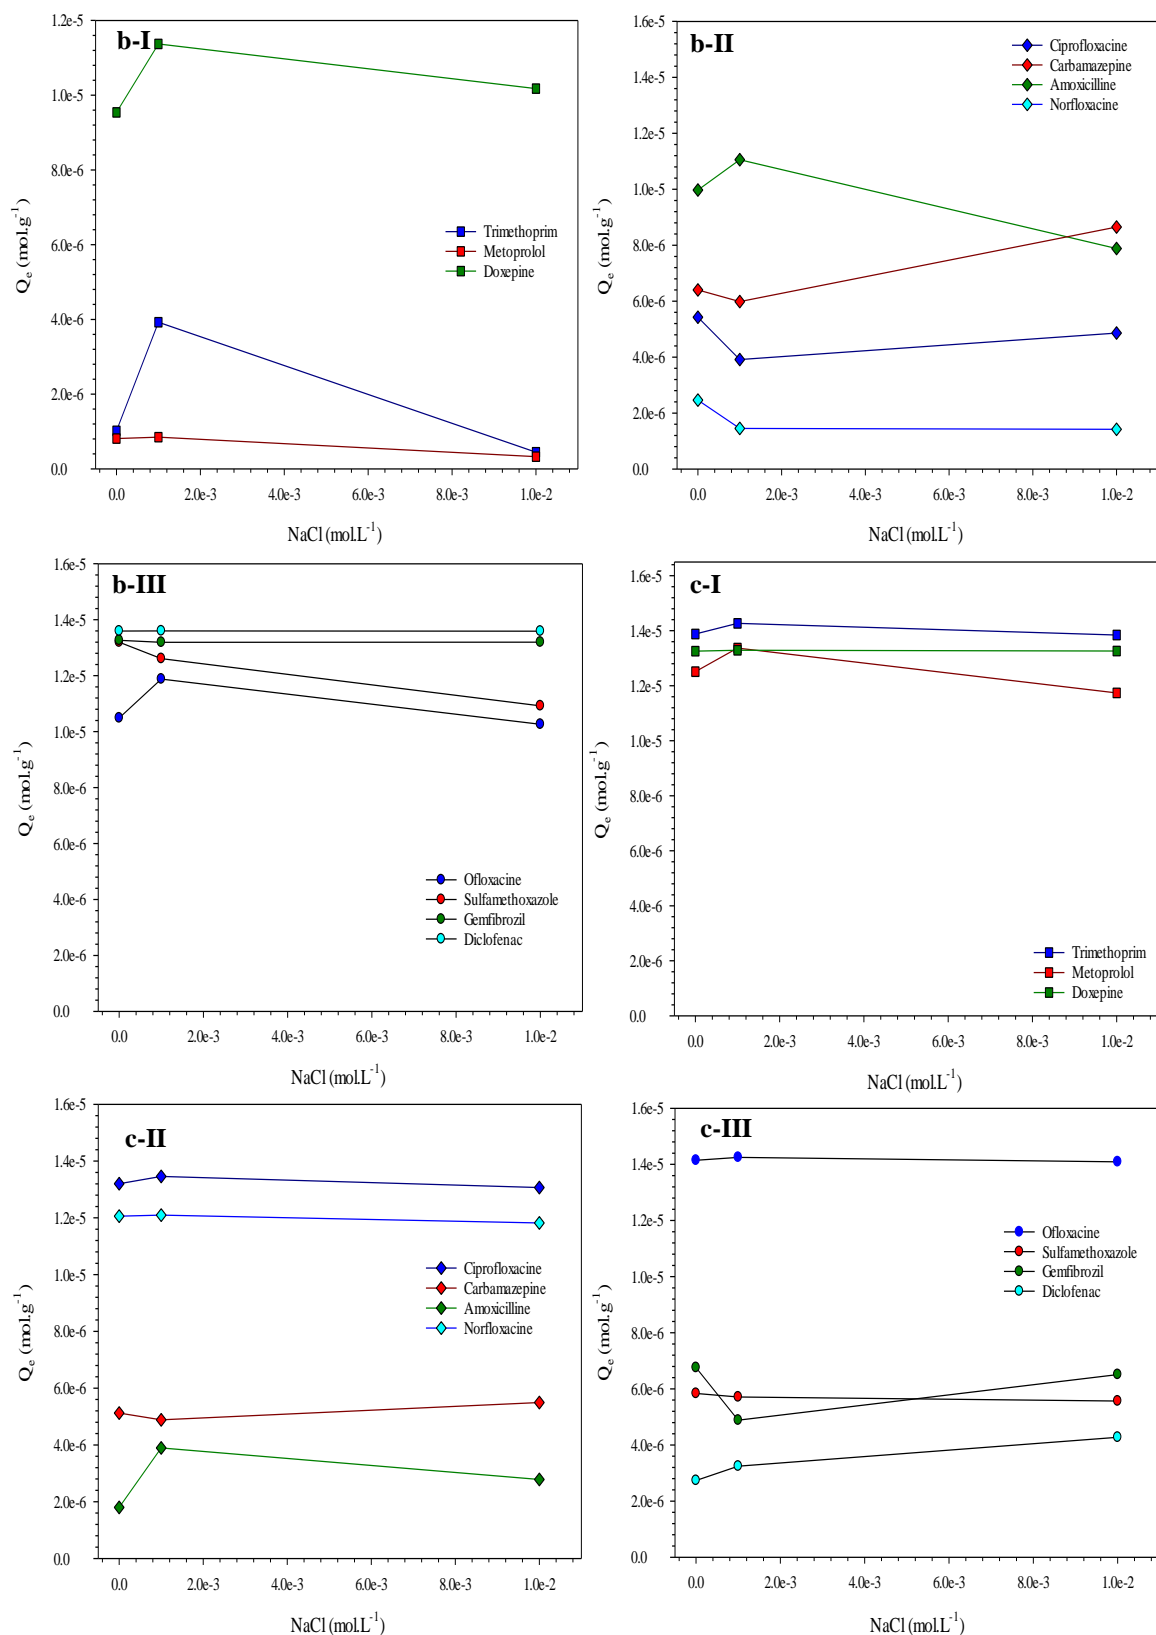 b-I
1.2e-5
1.0e-5
8.0e-6
6.0e-6
4.0e-6
2.0e-6
0.0
Qe (mol.g-1)
Trimethoprim
Metoprolol
Doxepine
0.0 2.0e-3 4.0e-3 6.0e-3 8.0e-3 1.0e-2
NaCl (mol.L-1)
b-II
1.6e-5
1.4e-5
1.2e-5
1.0e-5
8.0e-6
6.0e-6
4.0e-6
2.0e-6
0.0
Qe (mol.g-1)
Ciprofloxacine
Carbamazepine
Amoxicilline
Norfloxacine
0.0 2.0e-3 4.0e-3 6.0e-3 8.0e-3 1.0e-2
NaCl (mol.L-1)
b-III
1.6e-5
1.4e-5
1.2e-5
1.0e-5
8.0e-6
6.0e-6
4.0e-6
2.0e-6
0.0
Qe (mol.g-1)
Ofloxacine
Sulfamethoxazole
Gemfibrozil
Diclofenac
0.0 2.0e-3 4.0e-3 6.0e-3 8.0e-3 1.0e-2
NaCl (mol.L-1)
c-I
1.6e-5
1.4e-5
1.2e-5
1.0e-5
8.0e-6
6.0e-6
4.0e-6
2.0e-6
0.0
Qe (mol.g-1)
Trimethoprim
Metoprolol
Doxepine
0.0 2.0e-3 4.0e-3 6.0e-3 8.0e-3 1.0e-2
NaCl (mol.L-1)
c-II
1.6e-5
1.4e-5
1.2e-5
1.0e-5
8.0e-6
6.0e-6
4.0e-6
2.0e-6
0.0
Qe (mol.g-1)
Ciprofloxacine
Carbamazepine
Amoxicilline
Norfloxacine
0.0 2.0e-3 4.0e-3 6.0e-3 8.0e-3 1.0e-2
NaCl (mol.L-1)
c-III
1.6e-5
1.4e-5
1.2e-5
1.0e-5
8.0e-6
6.0e-6
4.0e-6
2.0e-6
0.0
Qe (mol.g-1)
Ofloxacine
Sulfamethoxazole
Gemfibrozil
Diclofenac
0.0 2.0e-3 4.0e-3 6.0e-3 8.0e-3 1.0e-2
NaCl (mol.L-1)